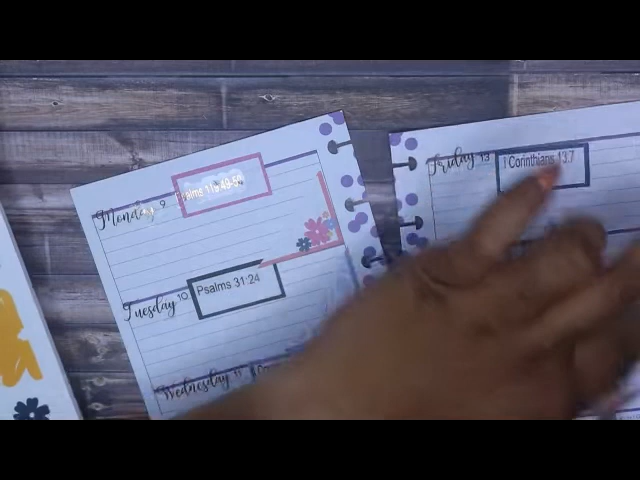 Monday 9
Tuesday 10
Psalms 31:24
Wednesday 11
Friday 13
1 Corinthians 13:7